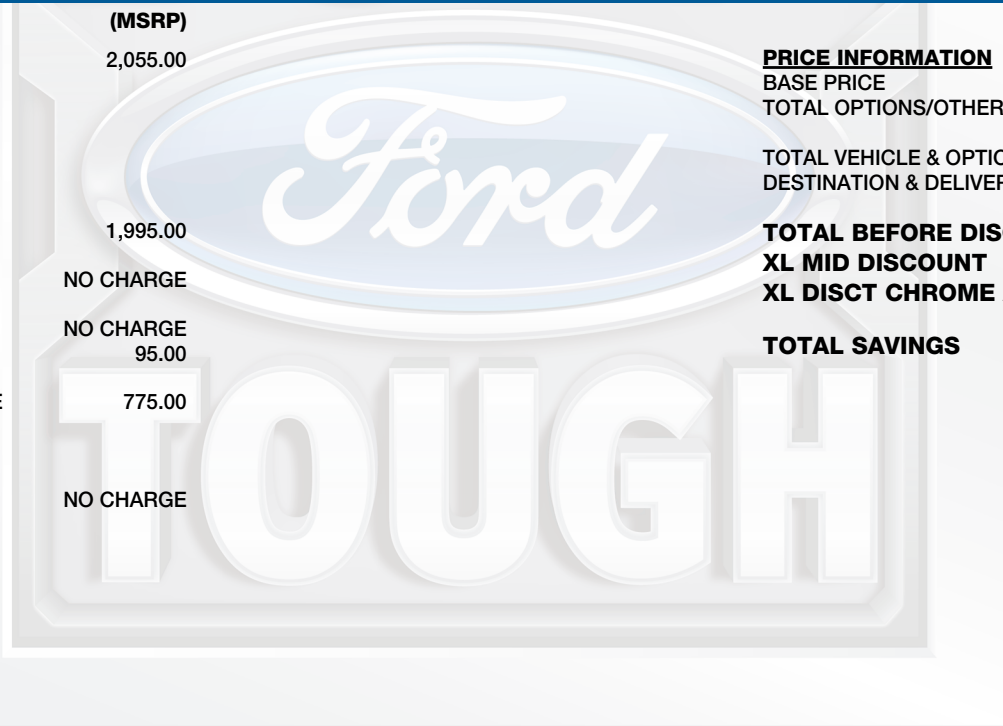 (MSRP)
2,055.00
1,995.00
NO CHARGE
NO CHARGE
95.00
775.00
NO CHARGE
PRICE INFORMATION
BASE PRICE
TOTAL OPTIONS/OTHER
TOTAL VEHICLE & OPTIO
DESTINATION & DELIVER
TOTAL BEFORE DIS
XL MID DISCOUNT
XL DISCT CHROME
TOTAL SAVINGS
Ford
TOUGH